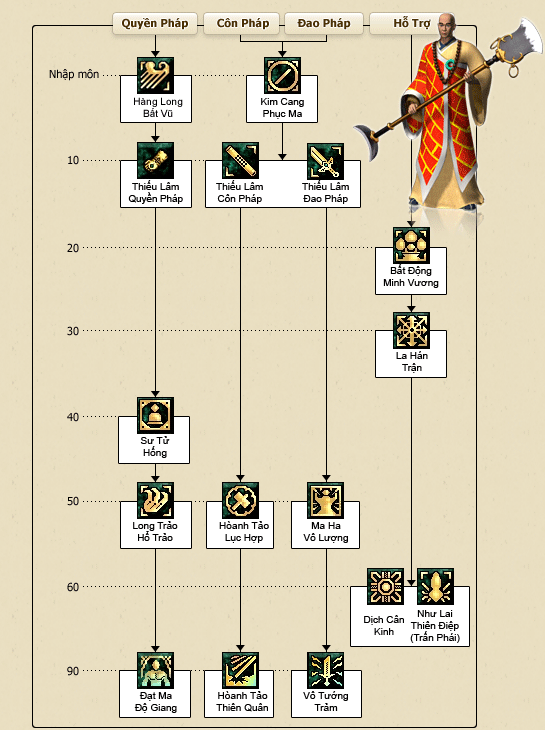 Quyền Pháp Côn Pháp Đao Pháp Hỗ Trợ
Nhập môn
Hàng Long
Bất Vũ
Kim Cang
Phục Ma
10
Thiếu Lâm
Quyền Pháp
Thiếu Lâm
Côn Pháp
Thiếu Lâm
Đao Pháp
20
Bất Động
Minh Vương
30
La Hán
Trận
40
Sư Tử
Hống
50
Long Trảo
Hổ Trảo
Hoành Tảo
Lục Hợp
Ma Ha
Vô Lượng
60
Dịch Cân
Kinh
Như Lai
Thiên Điệp
(Trấn Phái)
90
Đạt Ma
Độ Giang
Hoành Tảo
Thiên Quân
Vô Tướng
Trảm